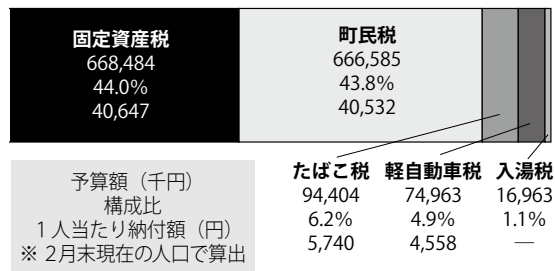 固定資産税
668,484
44.0%
40,647
町民税
666,585
43.8%
40,532
たばこ税
94,404
6.2%
5,740
軽自動車税
74,963
4.9%
4,558
入湯税
16,963
1.1%
―
予算額（千円）
構成比
１人当たり納付額（円）
※ 2月末現在の人口で算出